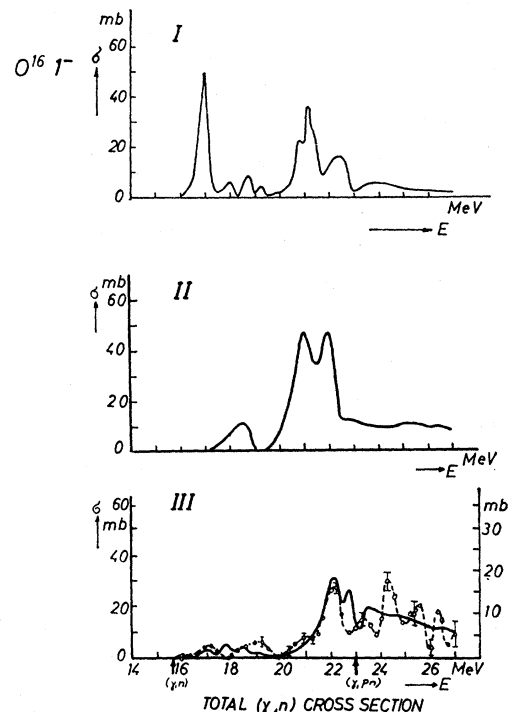 mb
I
O¹⁶ 1⁻
σ
60
40
20
0
MeV
E
mb
II
σ
60
40
20
0
MeV
E
III
σ
60
mb
40
20
0
mb
30
20
10
14 16 18 20 22 24 26 MeV
(γ,n) (γ,pn) E
TOTAL (γ,n) CROSS SECTION